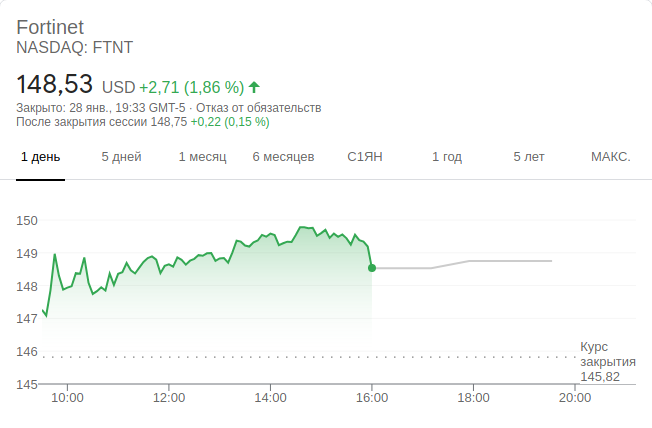 Fortinet
NASDAQ: FTNT
148,53 USD +2,71 (1,86 %)
Закрыто: 28 янв., 19:33 GMT-5 · Отказ от обязательств
После закрытия сессии 148,75 +0,22 (0,15 %)
1 день 5 дней 1 месяц 6 месяцев С1ЯН 1 год 5 лет МАКС.
150
149
148
147
146
145
Курс
закрытия
145,82
10:00 12:00 14:00 16:00 18:00 20:00